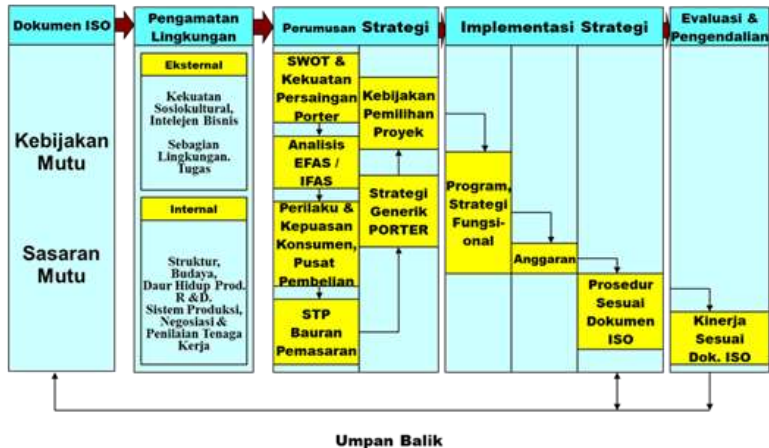 Dokumen ISO
Kebijakan
Mutu
Sasaran
Mutu
Pengamatan
Lingkungan
Eksternal
Kekuatan
Sosiokultural,
Intelejen Bisnis
Sebagian
Lingkungan.
Tugas
Internal
Struktur,
Budaya,
Daur Hidup Prod.
R &D.
Sistem Produksi,
Negosiasi &
Penilaian Tenaga
Kerja
Perumusan Strategi
SWOT &
Kekuatan
Persaingan
Porter
Analisis
EFAS /
IFAS
Perilaku &
Kepuasan
Konsumen,
Pusat
Pembelian
STP
Bauran
Pemasaran
Kebijakan
Pemilihan
Proyek
Strategi
Generik
PORTER
Implementasi Strategi
Program,
Strategi
Fungsi-
onal
Anggaran
Prosedur
Sesuai
Dokumen
ISO
Evaluasi &
Pengendalian
Kinerja
Sesuai
Dok. ISO
Umpan Balik